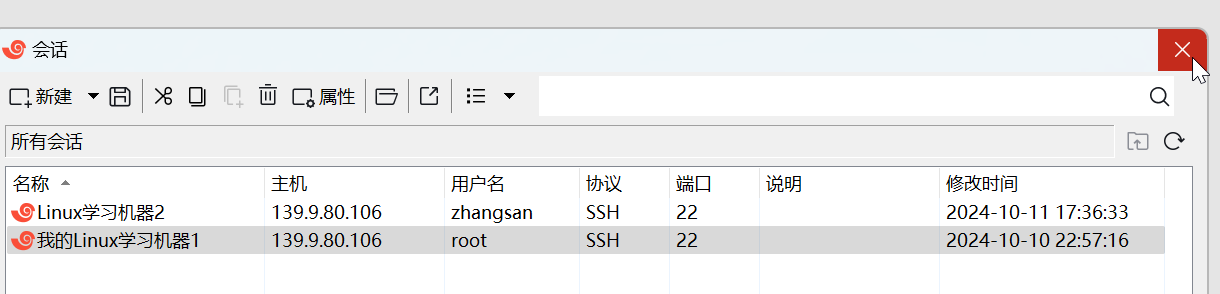 会话
新建 属性
所有会话
名称 主机 用户名 协议 端口 说明 修改时间
Linux学习机器2 139.9.80.106 zhangsan SSH 22 2024-10-11 17:36:33
我的Linux学习机器1 139.9.80.106 root SSH 22 2024-10-10 22:57:16